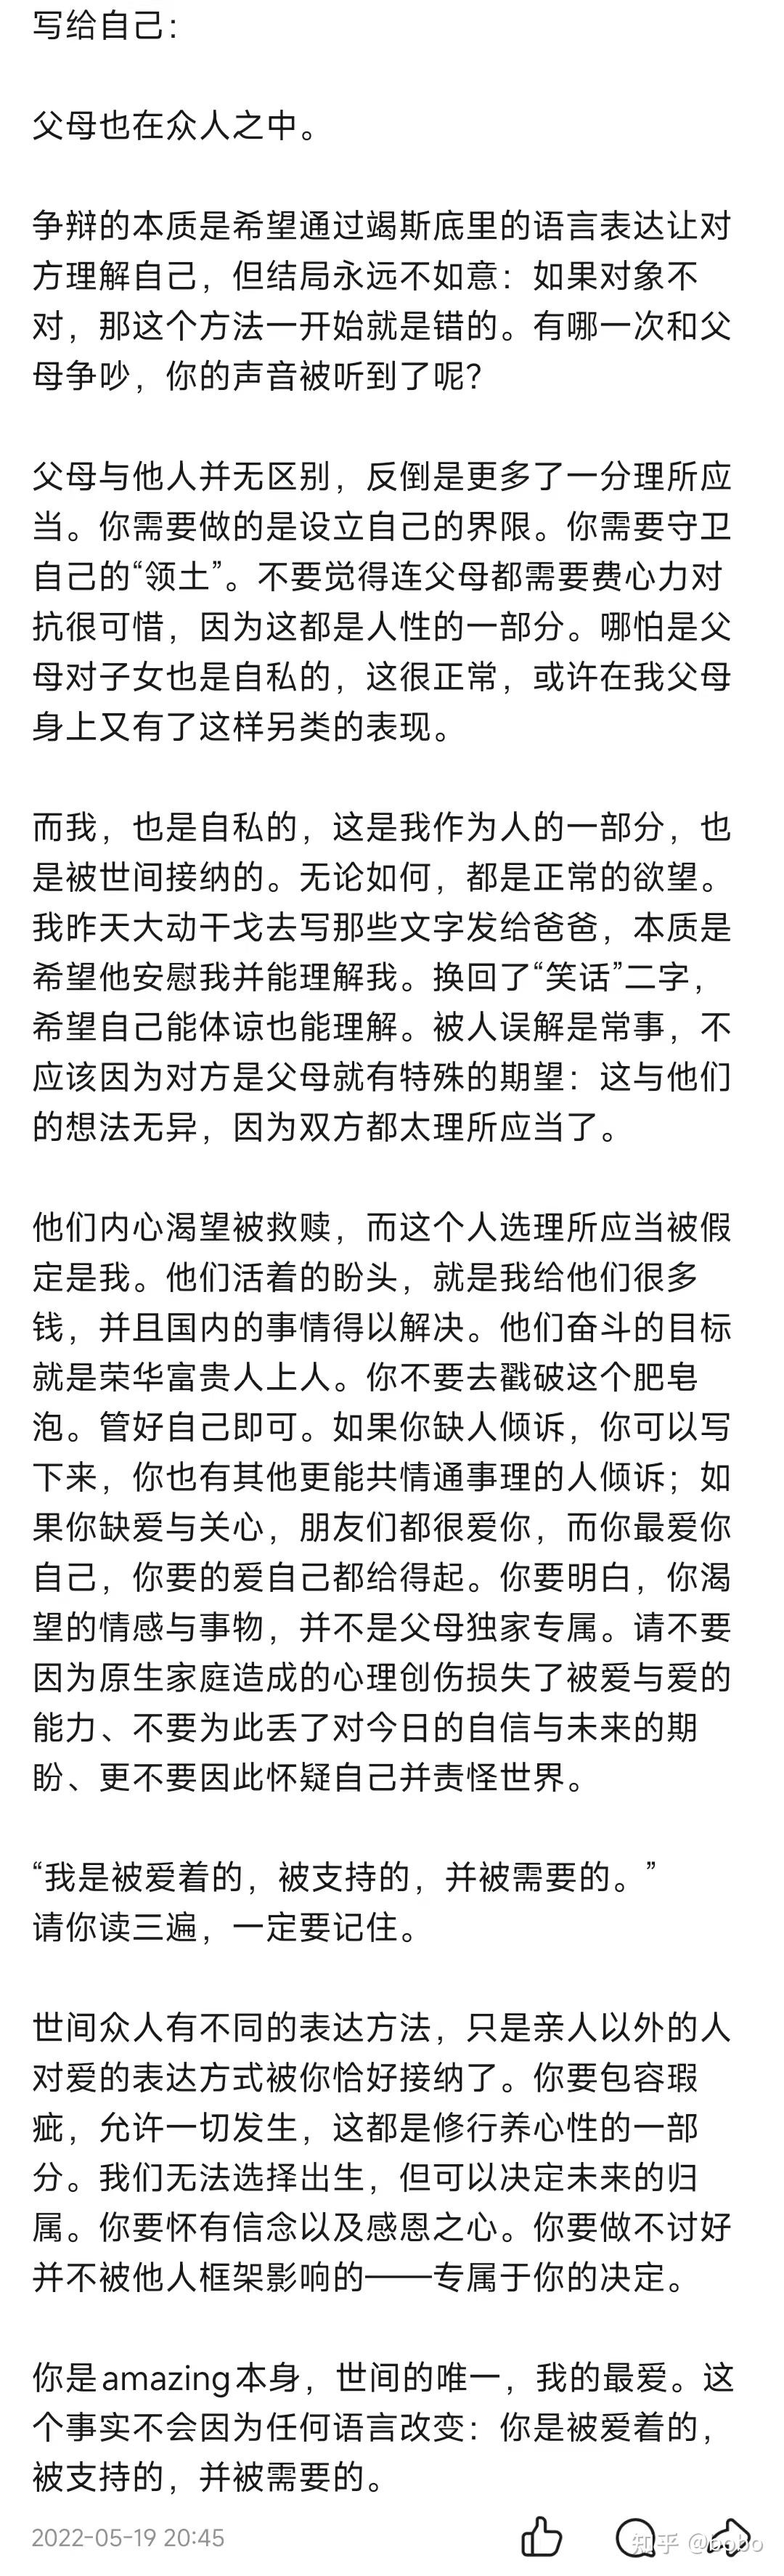 写给自己：
父母也在众人之中。
争辩的本质是希望通过竭斯底里的语言表达让对
方理解自己，但结局永远不如意：如果对象不
对，那这个方法一开始就是错的。有哪一次和父
母争吵，你的声音被听到了呢？
父母与他人并无区别，反倒是更多了一分理所应
当。你需要做的是设立自己的界限。你需要守卫
自己的“领土”。不要觉得连父母都需要费心力对
抗很可惜，因为这都是人性的一部分。哪怕是父
母对子女也是自私的，这很正常，或许在我父母
身上又有了这样另类的表现。
而我，也是自私的，这是我作为人的一部分，也
是被世间接纳的。无论如何，都是正常的欲望。
我昨天大动干戈去写那些文字发给爸爸，本质是
希望他安慰我并能理解我。换回了“笑话”二字，
希望自己能体谅也能理解。被人误解是常事，不
应该因为对方是父母就有特殊的期望：这与他们
的想法无异，因为双方都太理所应当了。
他们内心渴望被救赎，而这个人选理所应当被假
定是我。他们活着的盼头，就是我给他们很多
钱，并且国内的事情得以解决。他们奋斗的目标
就是荣华富贵人上人。你不要去戳破这个肥皂
泡。管好自己即可。如果你缺人倾诉，你可以写
下来，你也有其他更能共情通事理的人倾诉；如
果你缺爱与关心，朋友们都很爱你，而你最爱你
自己，你要的爱自己都给得起。你要明白，你渴
望的情感与事物，并不是父母独家专属。请不要
因为原生家庭造成的心理创伤损失了被爱与爱的
能力、不要为此丢了对今日的自信与未来的期
盼、更不要因此怀疑自己并责怪世界。
“我是被爱着的，被支持的，并被需要的。”
请你读三遍，一定要记住。
世间众人有不同的表达方法，只是亲人以外的人
对爱的表达方式被你恰好接纳了。你要包容瑕
疵，允许一切发生，这都是修行养心性的一部
分。我们无法选择出生，但可以决定未来的归
属。你要怀有信念以及感恩之心。你要做不讨好
并不被他人框架影响的——专属于你的决定。
你是amazing本身，世间的唯一，我的最爱。这
个事实不会因为任何语言改变：你是被爱着的，
被支持的，并被需要的。
2022-05-19 20:45
知乎 @bobo